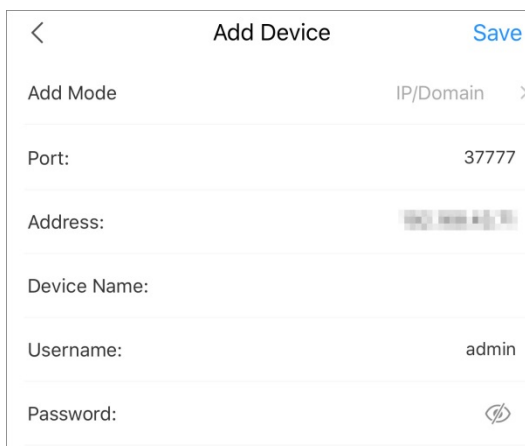 Add Device Save
Add Mode IP/Domain
Port: 37777
Address:
Device Name:
Username: admin
Password: